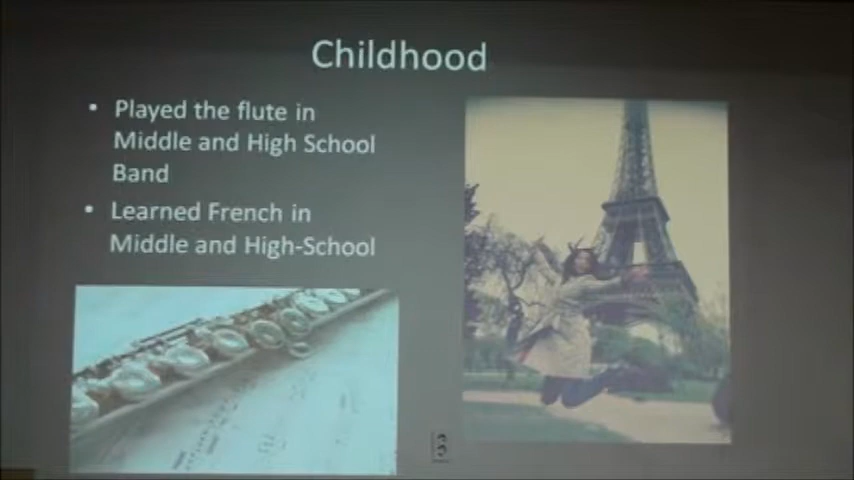 Childhood
• Played the flute in
Middle and High School
Band
• Learned French in
Middle and High-School